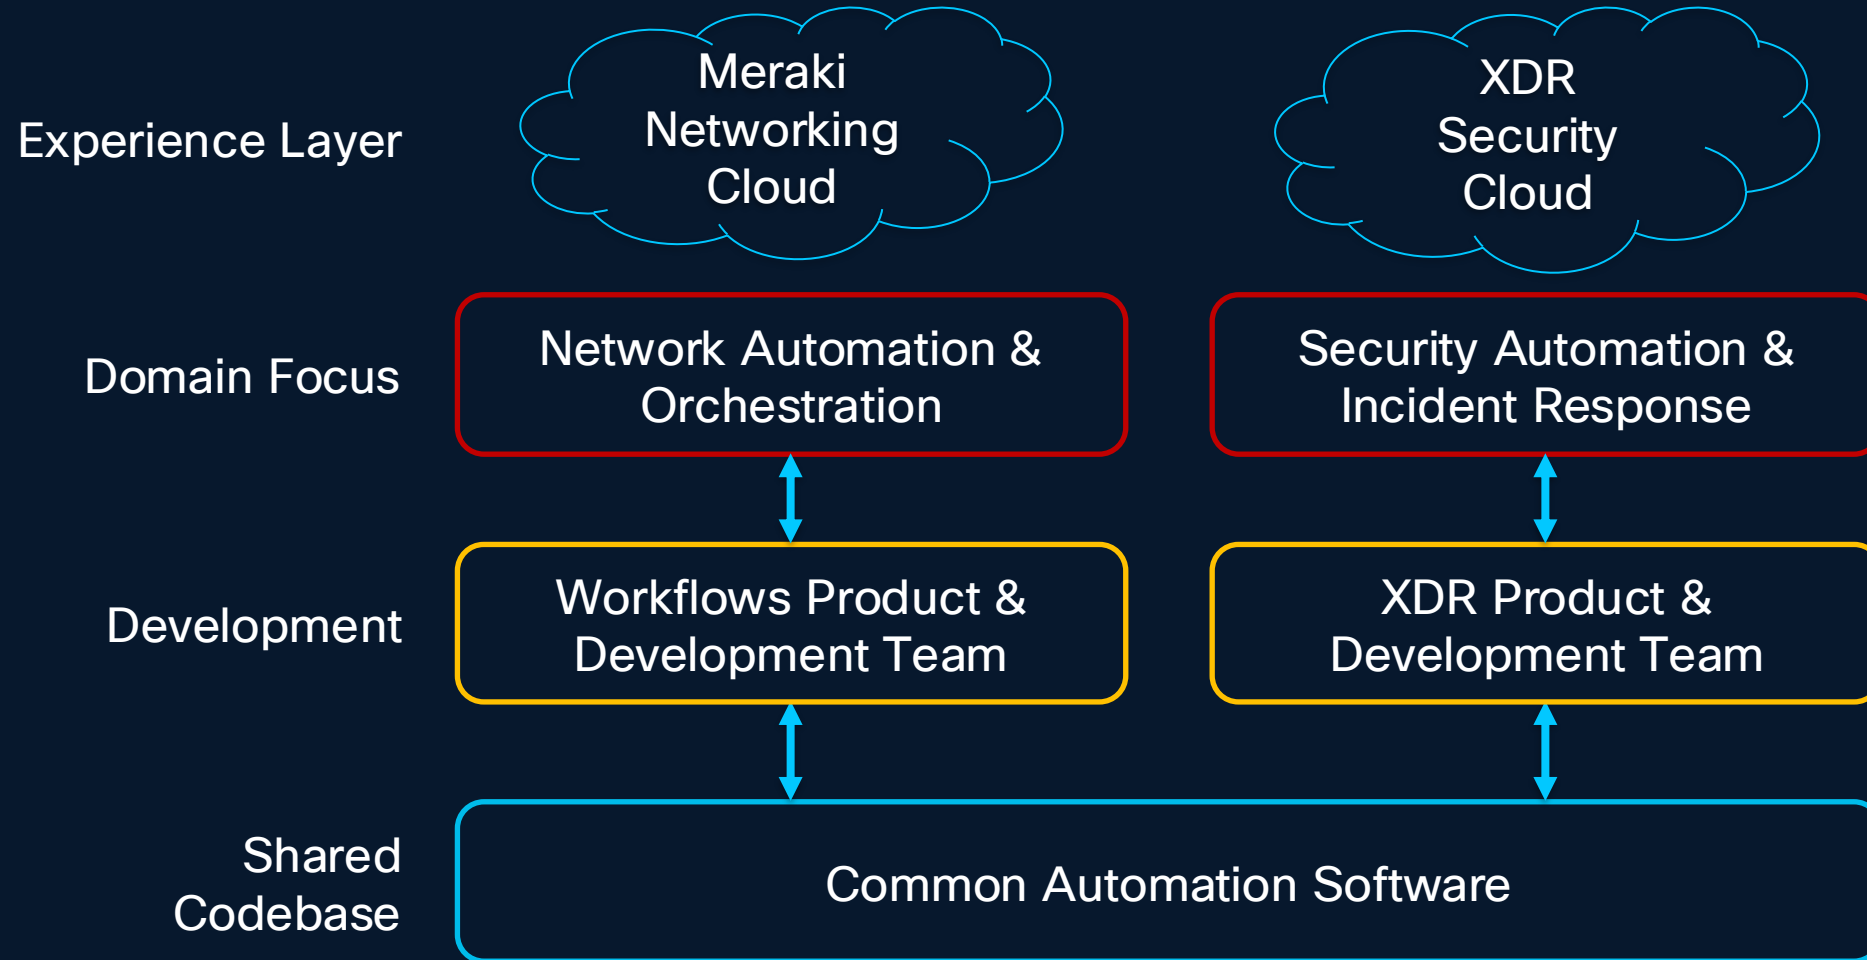 Experience Layer
Meraki
Networking
Cloud
XDR
Security
Cloud
Domain Focus
Network Automation &
Orchestration
Security Automation &
Incident Response
Development
Workflows Product &
Development Team
XDR Product &
Development Team
Shared
Codebase
Common Automation Software